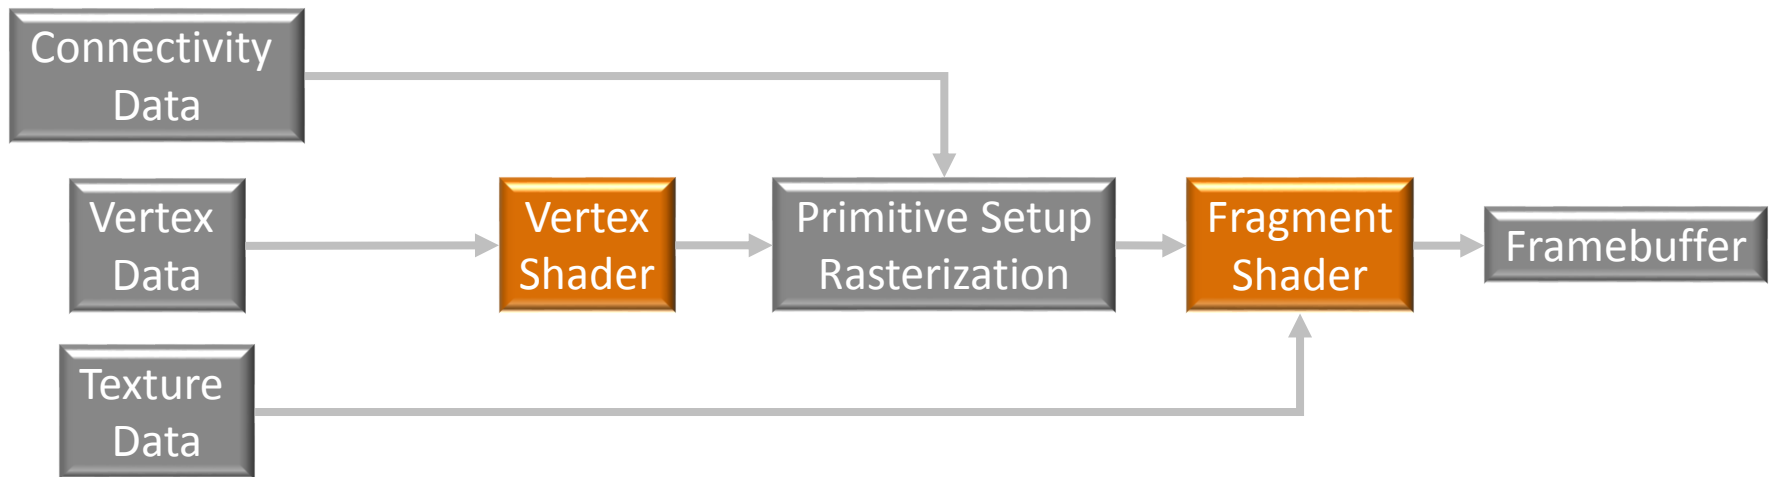 Connectivity
Data
Vertex
Data
Vertex
Shader
Primitive Setup
Rasterization
Fragment
Shader
Framebuffer
Texture
Data